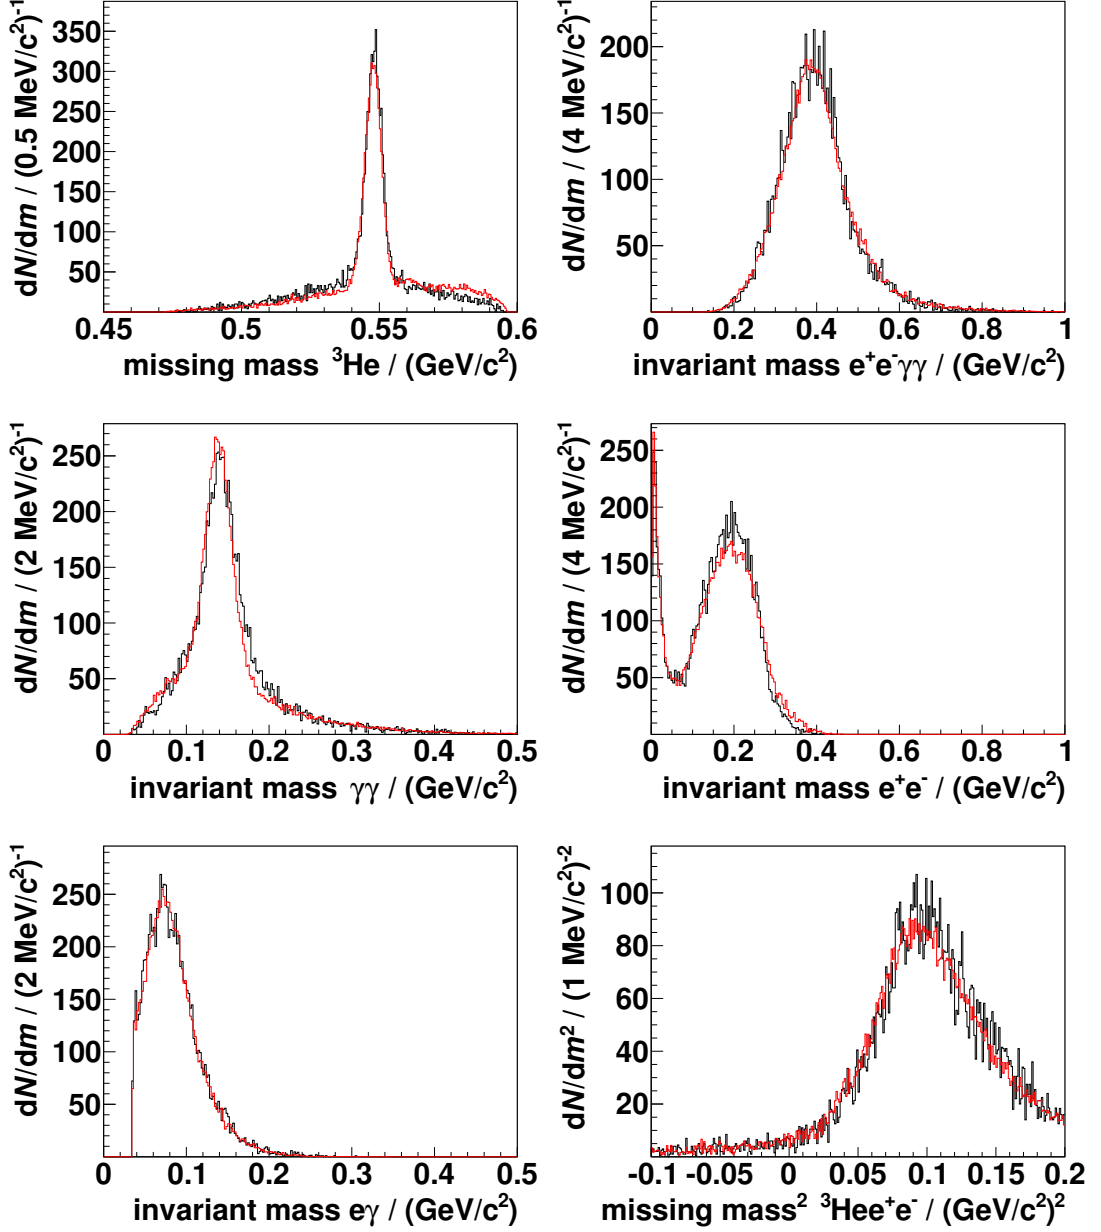 dN/dm / (0.5 MeV/c²)⁻¹
350
300
250
200
150
100
50
0.45 0.5 0.55 0.6
missing mass ³He / (GeV/c²)
dN/dm / (4 MeV/c²)⁻¹
200
150
100
50
0 0.2 0.4 0.6 0.8 1
invariant mass e⁺e⁻γγ / (GeV/c²)
dN/dm / (2 MeV/c²)⁻¹
250
200
150
100
50
0 0.1 0.2 0.3 0.4 0.5
invariant mass γγ / (GeV/c²)
dN/dm / (4 MeV/c²)⁻¹
250
200
150
100
50
0 0.2 0.4 0.6 0.8 1
invariant mass e⁺e⁻ / (GeV/c²)
dN/dm / (2 MeV/c²)⁻¹
250
200
150
100
50
0 0.1 0.2 0.3 0.4 0.5
invariant mass eγ / (GeV/c²)
dN/dm² / (1 MeV/c²)⁻²
100
80
60
40
20
-0.1 -0.05 0 0.05 0.1 0.15 0.2
missing mass² ³Hee⁺e⁻ / (GeV/c²)²